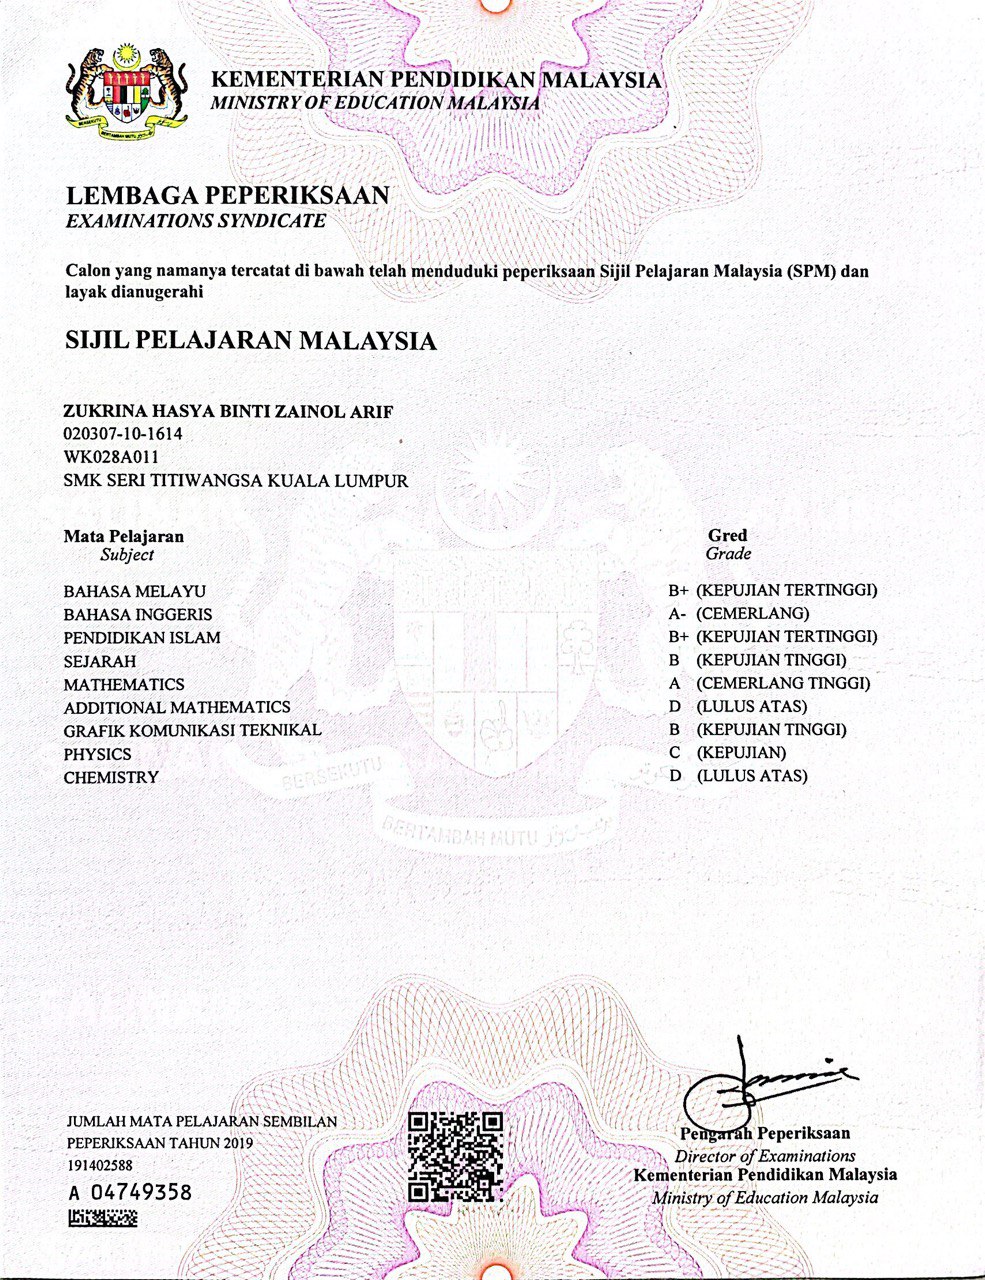 KEMENTERIAN PENDIDIKAN MALAYSIA
MINISTRY OF EDUCATION MALAYSIA
BERSEKUTU
BERTAMBAH MUTU
LEMBAGA PEPERIKSAAN
EXAMINATIONS SYNDICATE
Calon yang namanya tercatat di bawah telah menduduki peperiksaan Sijil Pelajaran Malaysia (SPM) dan
layak dianugerahi
SIJIL PELAJARAN MALAYSIA
ZUKRINA HASYA BINTI ZAINOL ARIF
020307-10-1614
WK028A011
SMK SERI TITIWANGSA KUALA LUMPUR
Mata Pelajaran Gred
Subject Grade
BAHASA MELAYU B+ (KEPUJIAN TERTINGGI)
BAHASA INGGERIS A- (CEMERLANG)
PENDIDIKAN ISLAM B+ (KEPUJIAN TERTINGGI)
SEJARAH B (KEPUJIAN TINGGI)
MATHEMATICS A (CEMERLANG TINGGI)
ADDITIONAL MATHEMATICS D (LULUS ATAS)
GRAFIK KOMUNIKASI TEKNIKAL B (KEPUJIAN TINGGI)
PHYSICS C (KEPUJIAN)
CHEMISTRY D (LULUS ATAS)
BERSEKUTU
BERTAMBAH MUTU
JUMLAH MATA PELAJARAN SEMBILAN
PEPERIKSAAN TAHUN 2019
191402588
A 04749358
Pengarah Peperiksaan
Director of Examinations
Kementerian Pendidikan Malaysia
Ministry of Education Malaysia